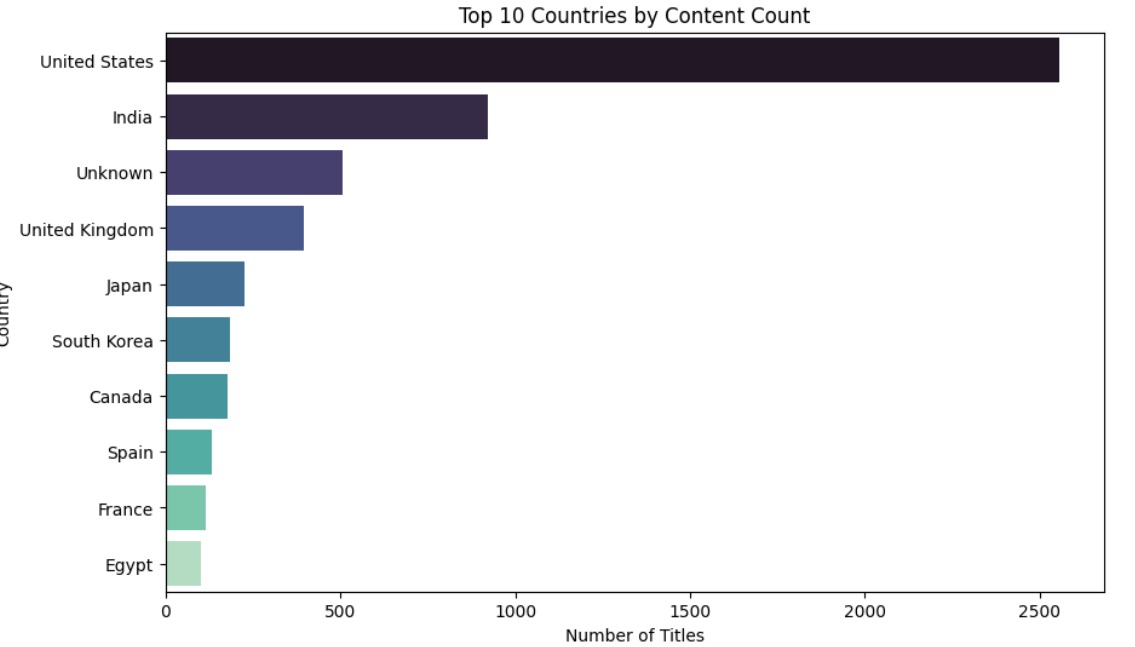 Top 10 Countries by Content Count
United States
India
Unknown
United Kingdom
Japan
South Korea
Canada
Spain
France
Egypt
Country
0 500 1000 1500 2000 2500
Number of Titles